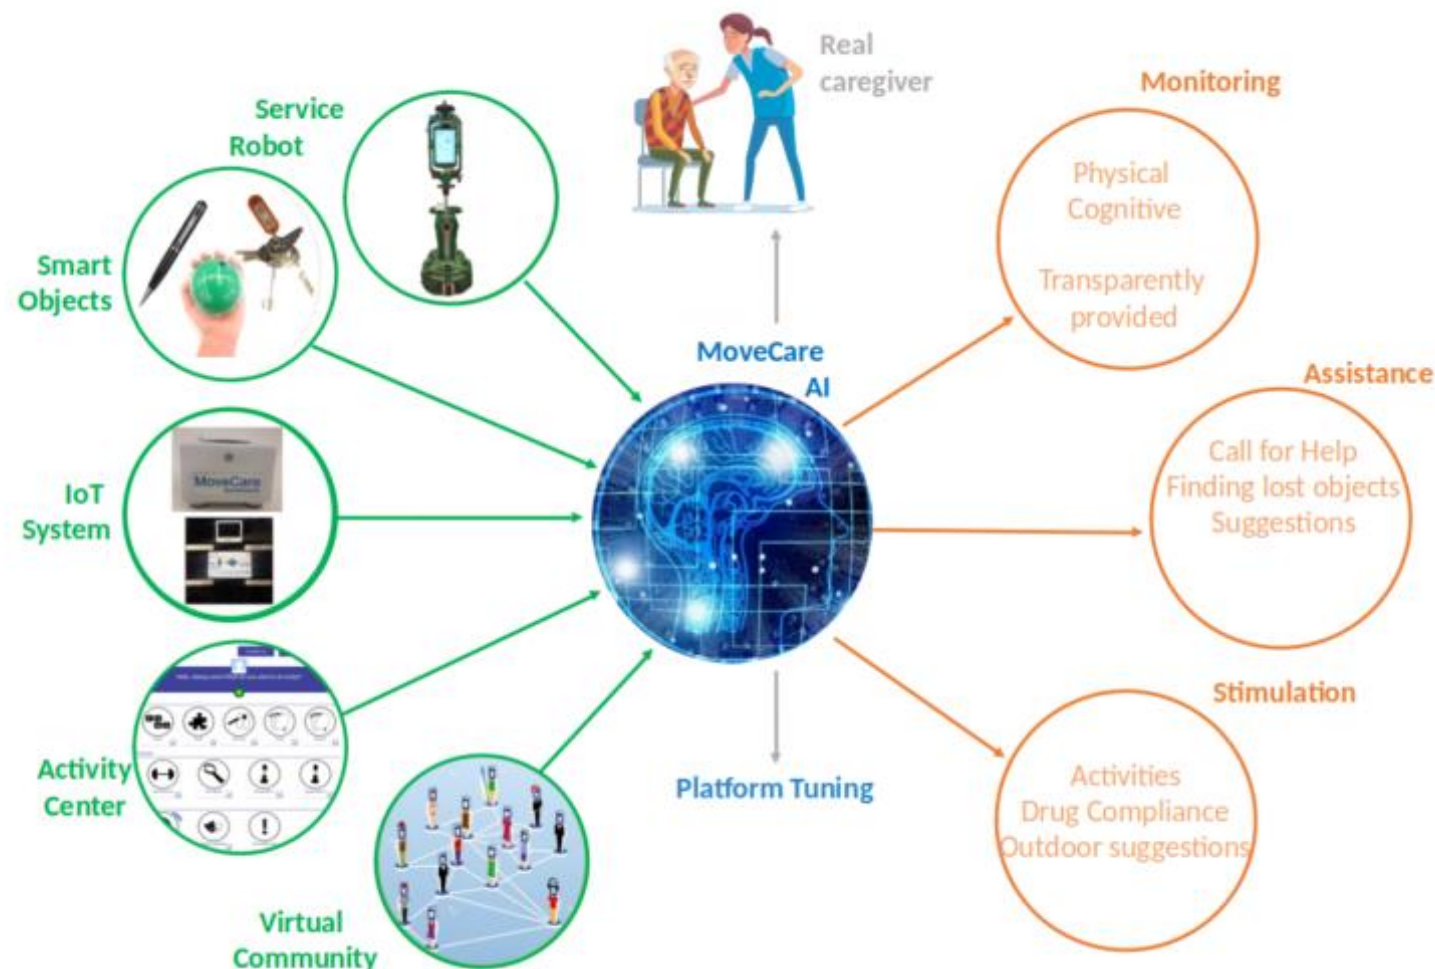 Real
caregiver
Monitoring
Service
Robot
Physical
Cognitive
Transparently
provided
Smart
Objects
MoveCare
AI
Assistance
Call for Help
Finding lost objects
Suggestions
IoT
System
MoveCare
Stimulation
Platform Tuning
Activity
Center
Activities
Drug Compliance
Outdoor suggestions
Virtual
Community